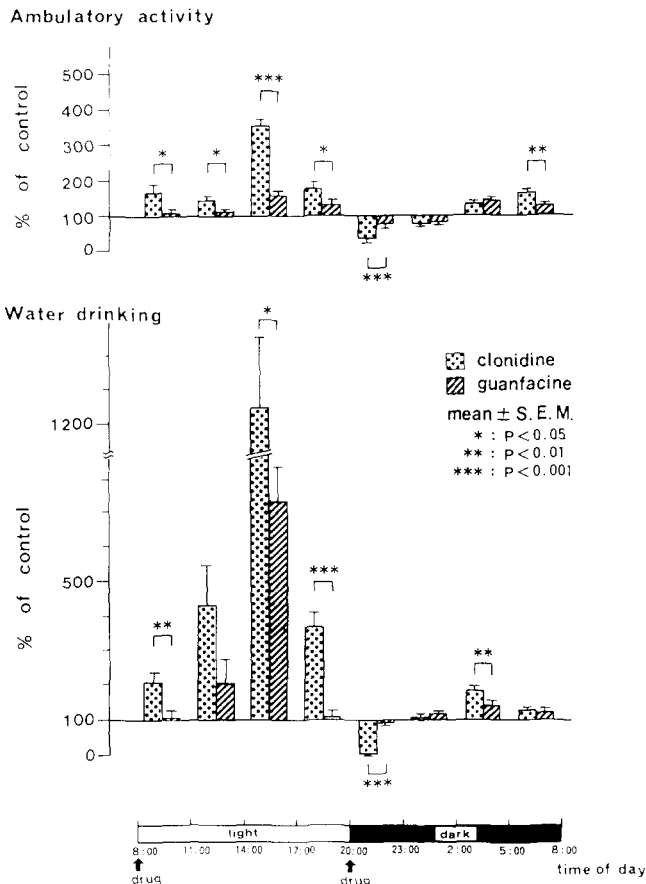 Ambulatory activity
% of control
500
400
300
200
100
0
***
*
*
*
**
***
Water drinking
% of control
1200
500
100
0
*
**
***
**
***
clonidine
guanfacine
mean ± S.E.M.
* : P<0.05
** : P<0.01
*** : P<0.001
light
dark
8:00
11:00
14:00
17:00
20:00
23:00
2:00
5:00
8:00
drug
drug
time of day